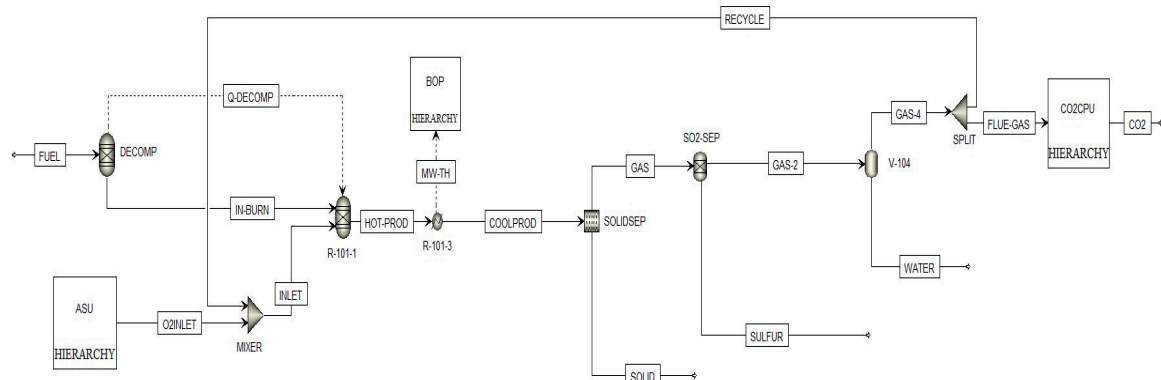 RECYCLE
BOP
HIERARCHY
Q-DECOMP
CO2CPU
HIERARCHY
GAS-4
FLUE-GAS
CO2
SPLIT
SO2-SEP
FUEL
DECOMP
MW-TH
GAS
GAS-2
V-104
IN-BURN
HOT-PROD
COOLPROD
SOLIDSEP
R-101-1
R-101-3
WATER
ASU
HIERARCHY
INLET
O2INLET
MIXER
SULFUR
SOLID